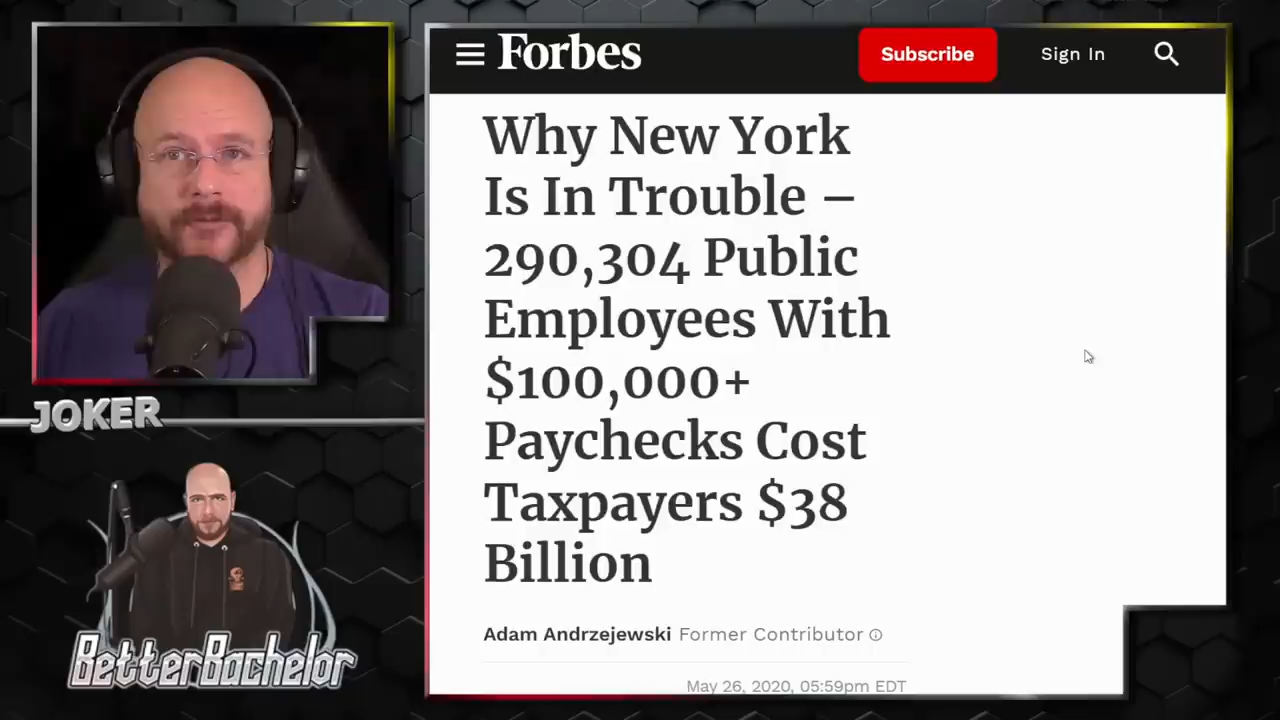 Forbes
Subscribe
Sign In
Why New York
Is In Trouble –
290,304 Public
Employees With
$100,000+
Paychecks Cost
Taxpayers $38
Billion
Adam Andrzejewski Former Contributor
May 26, 2020, 05:59pm EDT
JOKER
BetterBachelor